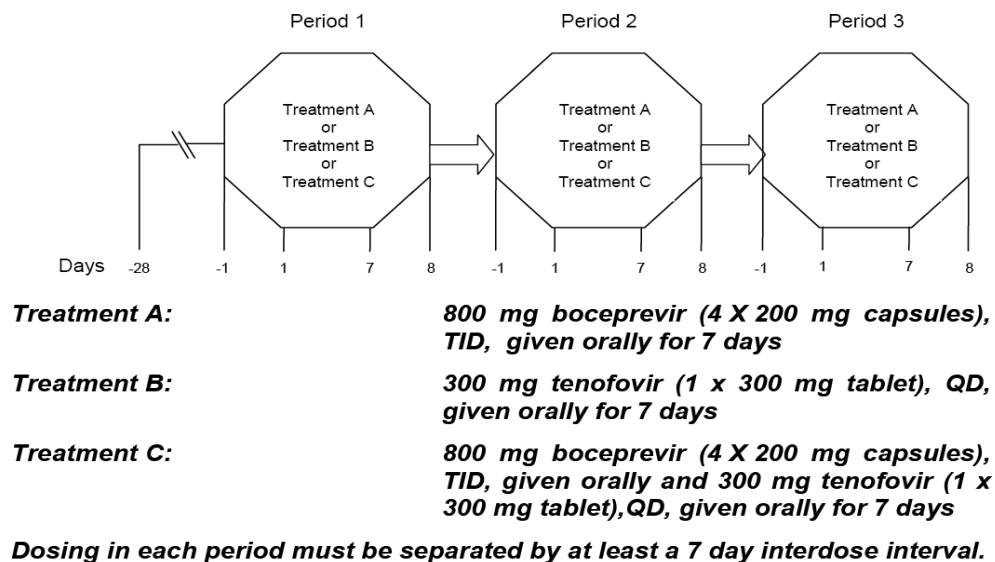 Period 1 Period 2 Period 3
Treatment A Treatment A Treatment A
or or or
Treatment B Treatment B Treatment B
or or or
Treatment C Treatment C Treatment C
Days -28 -1 1 7 8 -1 1 7 8 -1 1 7 8
Treatment A: 800 mg boceprevir (4 X 200 mg capsules),
TID, given orally for 7 days
Treatment B: 300 mg tenofovir (1 x 300 mg tablet), QD,
given orally for 7 days
Treatment C: 800 mg boceprevir (4 X 200 mg capsules),
TID, given orally and 300 mg tenofovir (1 x
300 mg tablet),QD, given orally for 7 days
Dosing in each period must be separated by at least a 7 day interdose interval.